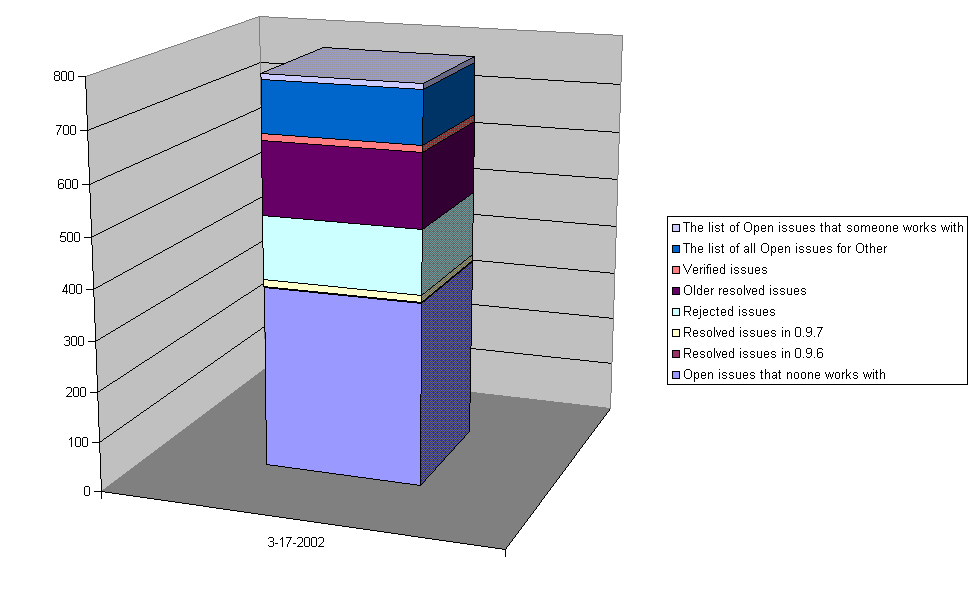 800
700
600
500
400
300
200
100
0
3-17-2002
The list of Open issues that someone works with
The list of all Open issues for Other
Verified issues
Older resolved issues
Rejected issues
Resolved issues in 0.9.7
Resolved issues in 0.9.6
Open issues that noone works with